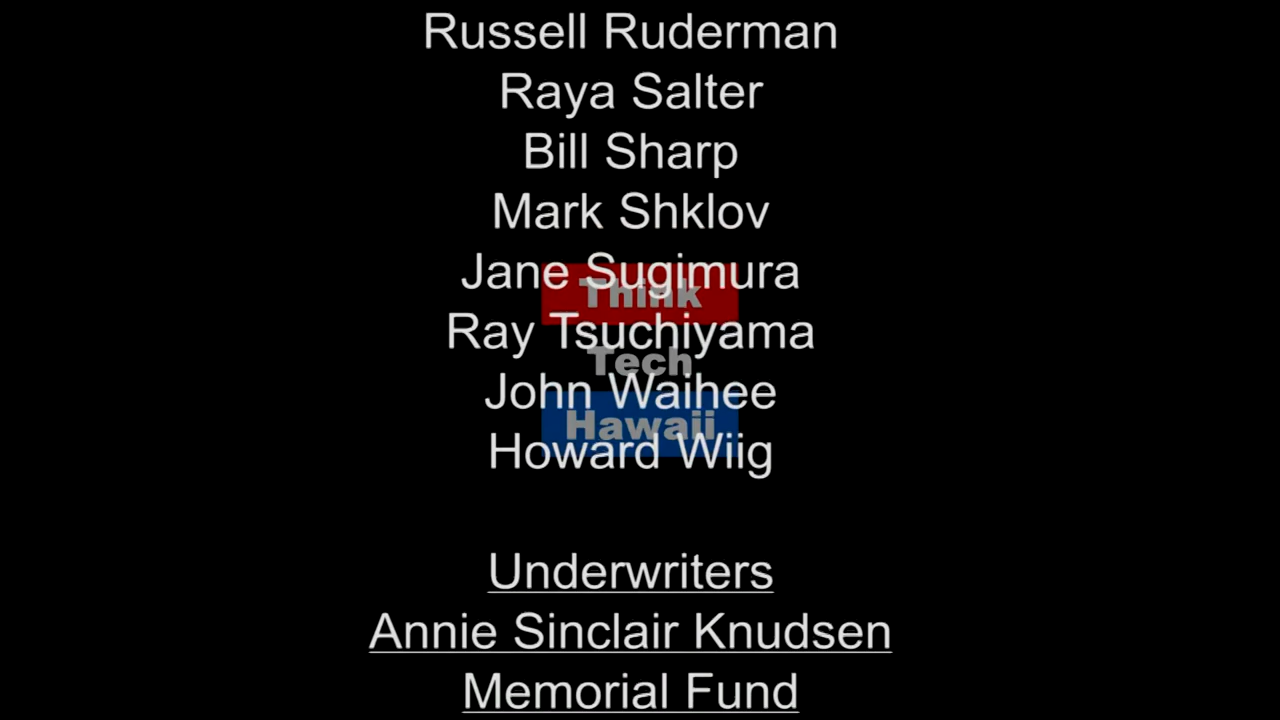 Russell Ruderman
Raya Salter
Bill Sharp
Mark Shklov
Jane Sugimura
Think
Ray Tsuchiyama
Tech
John Waihee
Hawaii
Howard Wiig
Underwriters
Annie Sinclair Knudsen
Memorial Fund